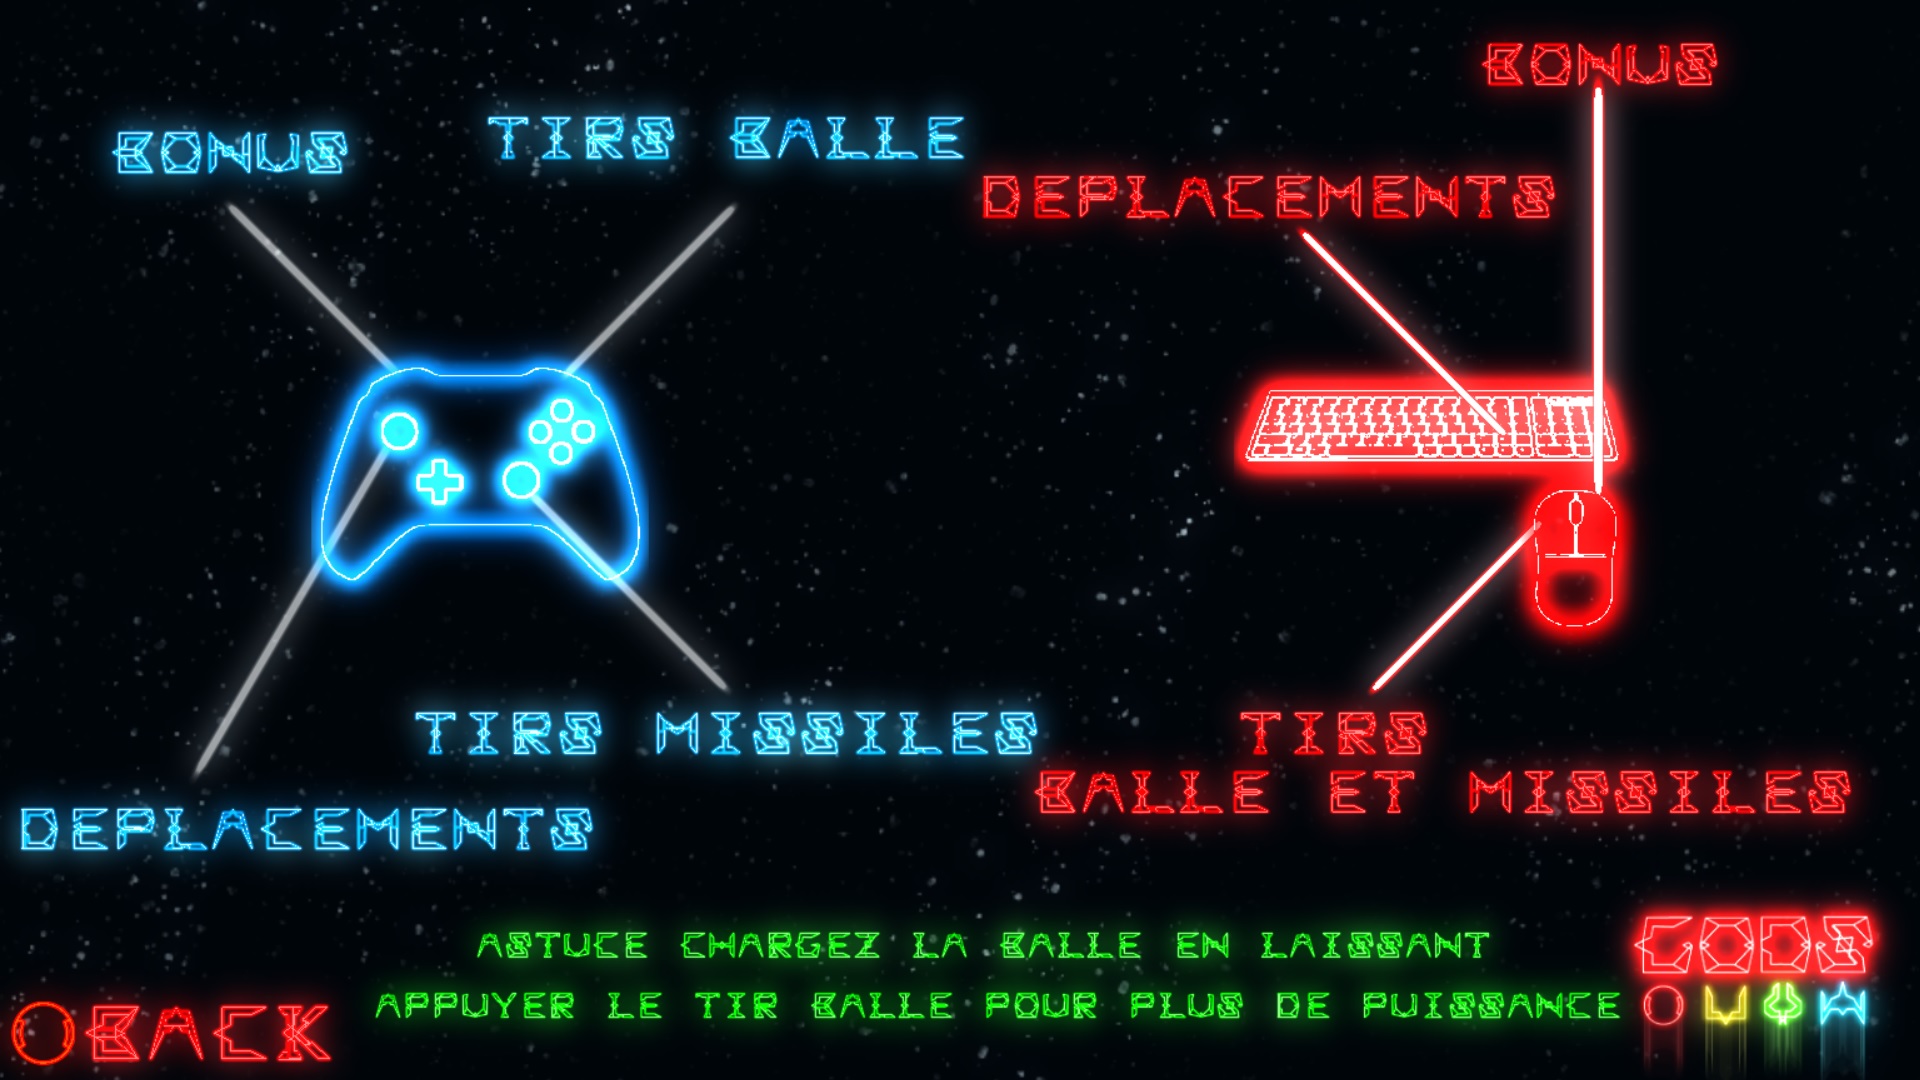 BONUS
TIRS BALLE
TIRS MISSILES
DEPLACEMENTS
BONUS
DEPLACEMENTS
TIRS
BALLE ET MISSILES
ASTUCE CHARGEZ LA BALLE EN LAISSANT
APPUYER LE TIR BALLE POUR PLUS DE PUISSANCE
BACK
GODS